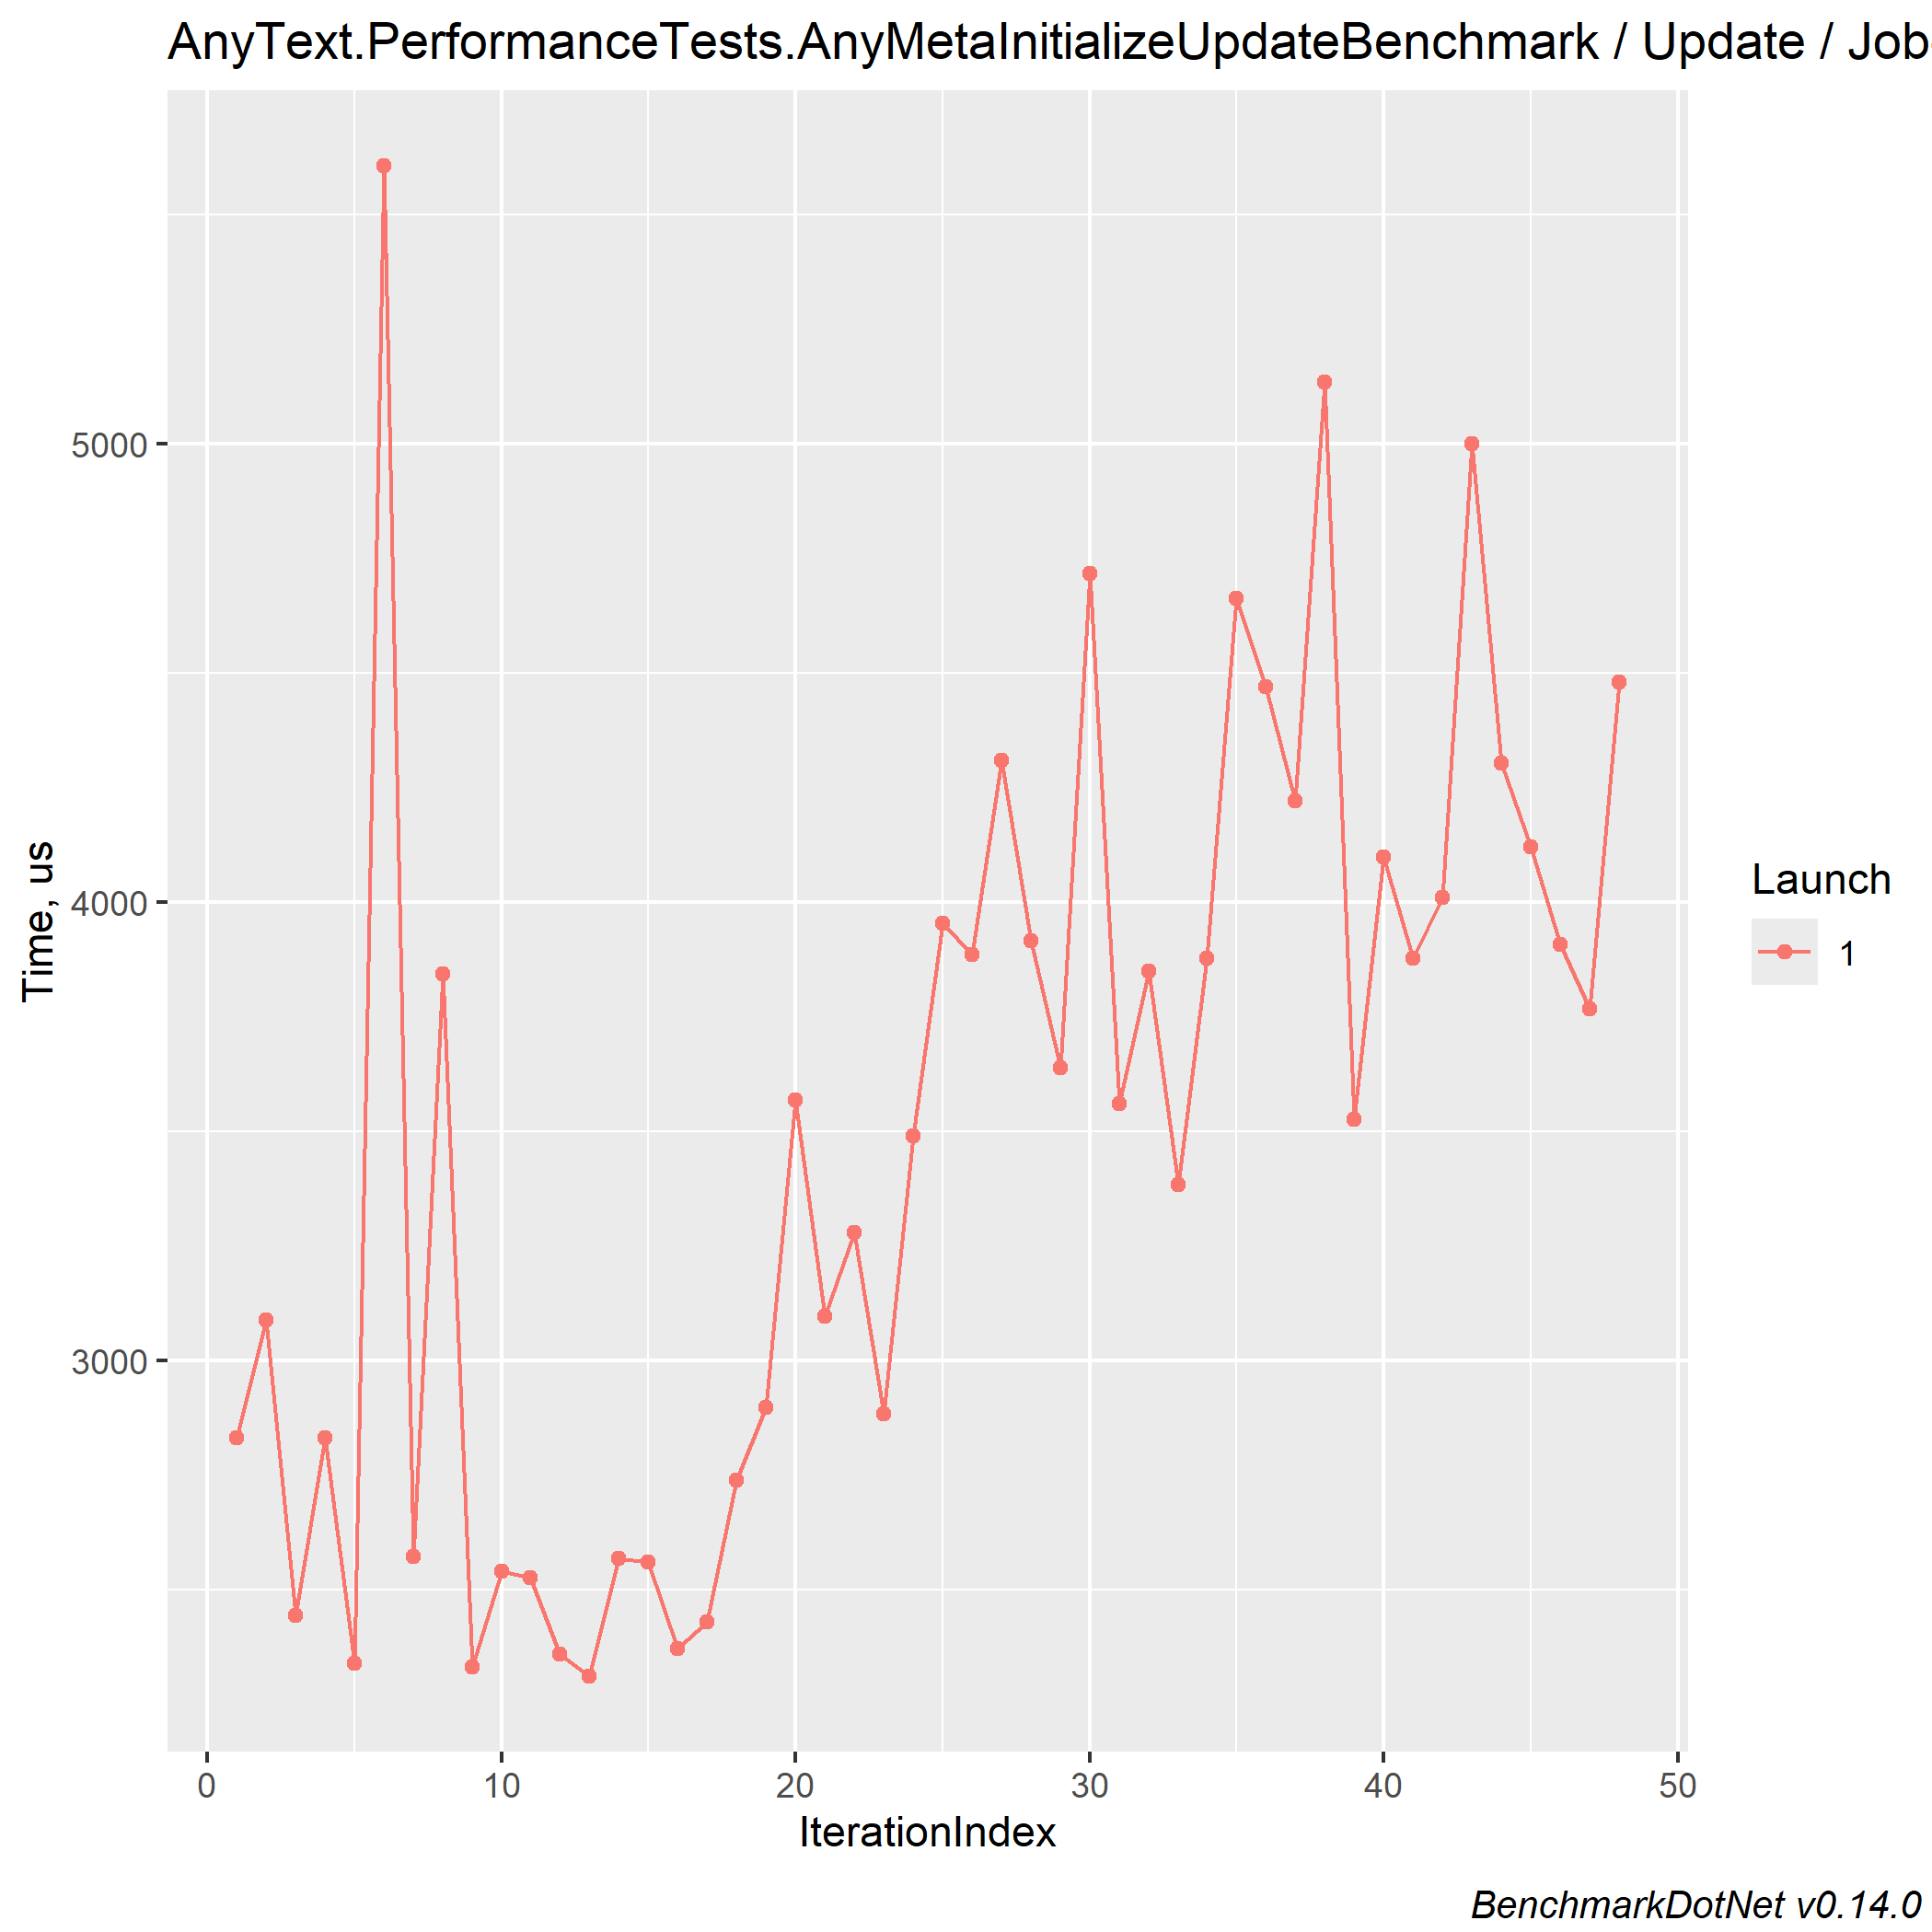 AnyText.PerformanceTests.AnyMetaInitializeUpdateBenchmark / Update / Job
5000
4000
3000
Time, us
0 10 20 30 40 50
IterationIndex
Launch
1
BenchmarkDotNet v0.14.0